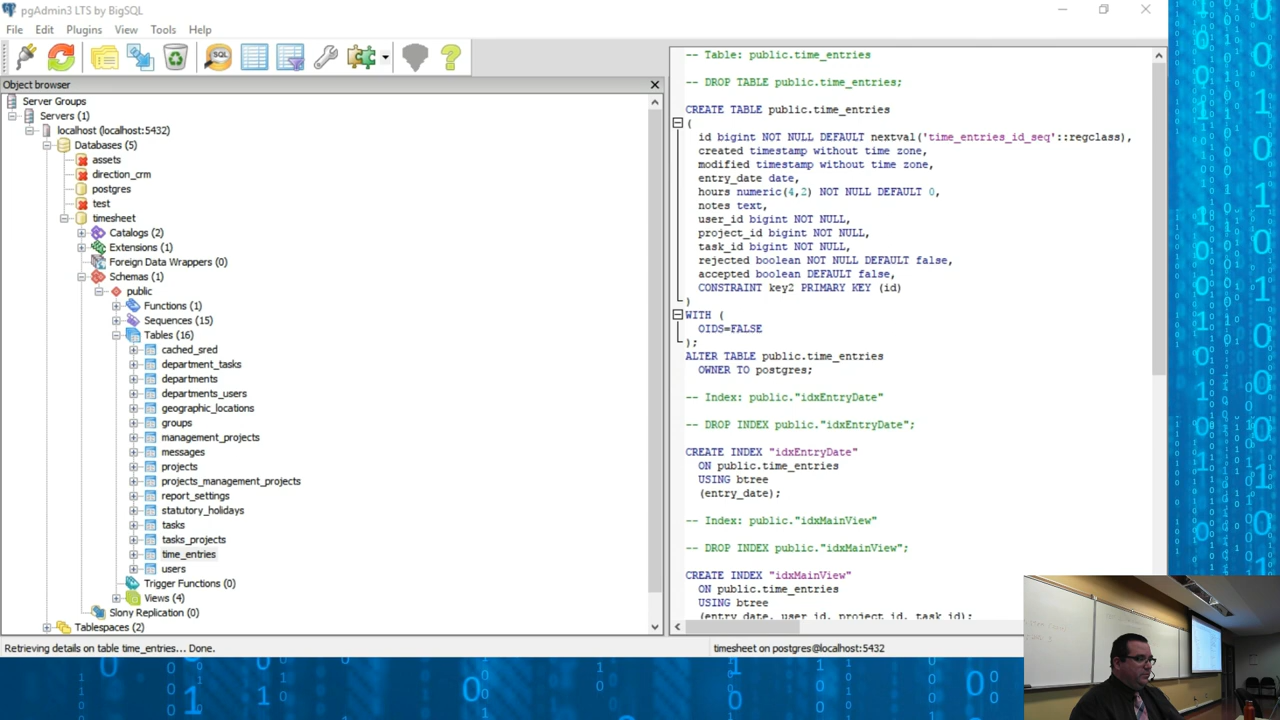 pgAdmin3 LTS by BigSQL
File Edit Plugins View Tools Help
SQL
Object browser
Server Groups
Servers (1)
localhost (localhost:5432)
Databases (5)
assets
direction_crm
postgres
test
timesheet
Catalogs (2)
Extensions (1)
Foreign Data Wrappers (0)
Schemas (1)
public
Functions (1)
Sequences (15)
Tables (16)
cached_sred
department_tasks
departments
departments_users
geographic_locations
groups
management_projects
messages
projects
projects_management_projects
report_settings
statutory_holidays
tasks
tasks_projects
time_entries
users
Trigger Functions (0)
Views (4)
Slony Replication (0)
Tablespaces (2)
-- Table: public.time_entries
-- DROP TABLE public.time_entries;
CREATE TABLE public.time_entries
(
id bigint NOT NULL DEFAULT nextval('time_entries_id_seq'::regclass),
created timestamp without time zone,
modified timestamp without time zone,
entry_date date,
hours numeric(4,2) NOT NULL DEFAULT 0,
notes text,
user_id bigint NOT NULL,
project_id bigint NOT NULL,
task_id bigint NOT NULL,
rejected boolean NOT NULL DEFAULT false,
accepted boolean DEFAULT false,
CONSTRAINT key2 PRIMARY KEY (id)
)
WITH (
OIDS=FALSE
);
ALTER TABLE public.time_entries
OWNER TO postgres;
-- Index: public."idxEntryDate"
-- DROP INDEX public."idxEntryDate";
CREATE INDEX "idxEntryDate"
ON public.time_entries
USING btree
(entry_date);
-- Index: public."idxMainView"
-- DROP INDEX public."idxMainView";
CREATE INDEX "idxMainView"
ON public.time_entries
USING btree
(entry_date, user_id, project_id, task_id);
Retrieving details on table time_entries... Done.
timesheet on postgres@localhost:5432